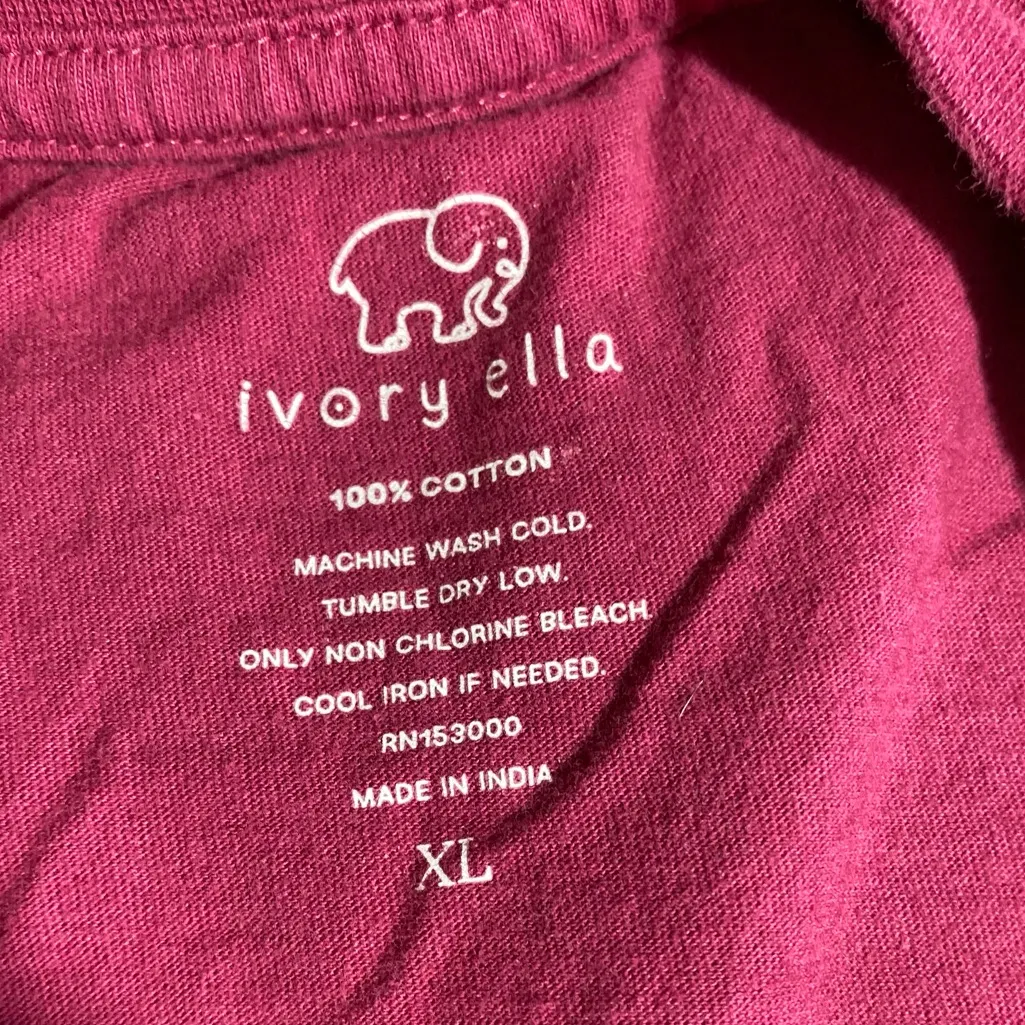 ivory ella
100% COTTON
MACHINE WASH COLD.
TUMBLE DRY LOW.
ONLY NON CHLORINE BLEACH
COOL IRON IF NEEDED.
RN153000
MADE IN INDIA
XL